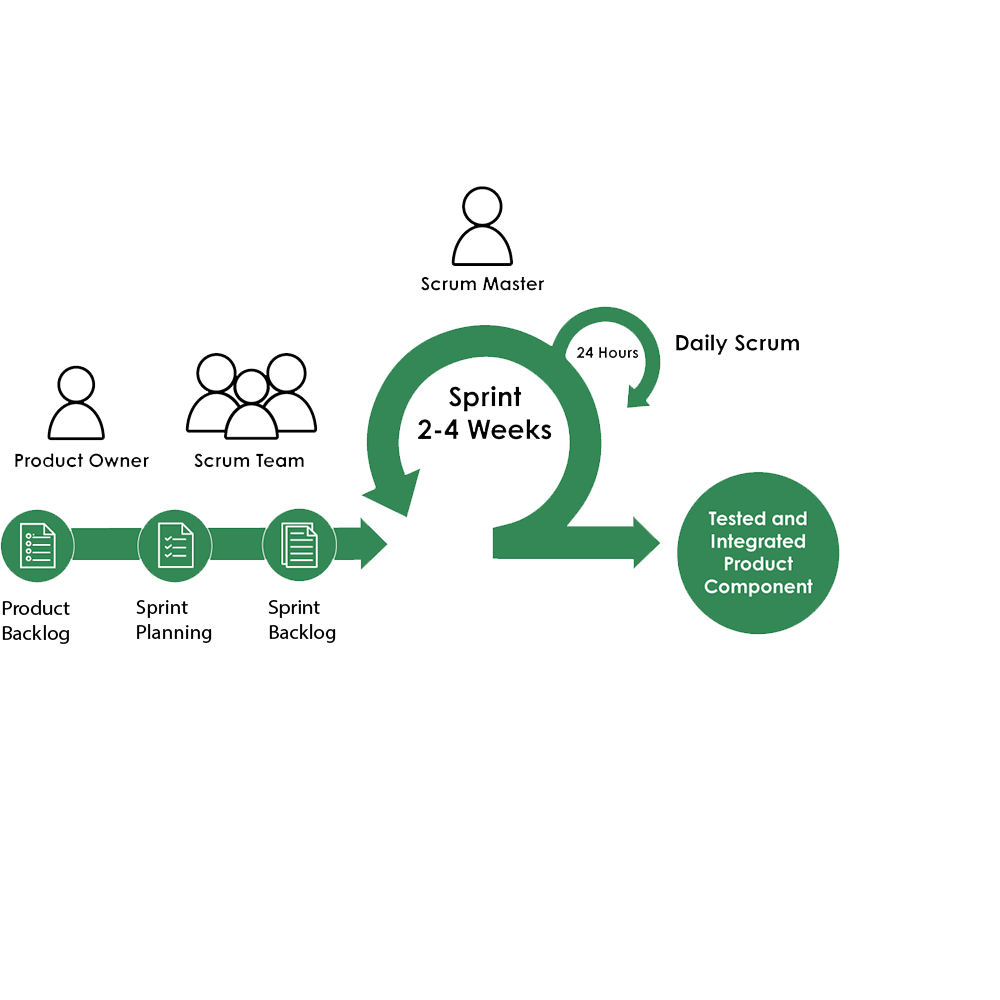 Scrum Master
24 Hours
Daily Scrum
Sprint
2-4 Weeks
Product Owner
Scrum Team
Product
Backlog
Sprint
Planning
Sprint
Backlog
Tested and
Integrated
Product
Component